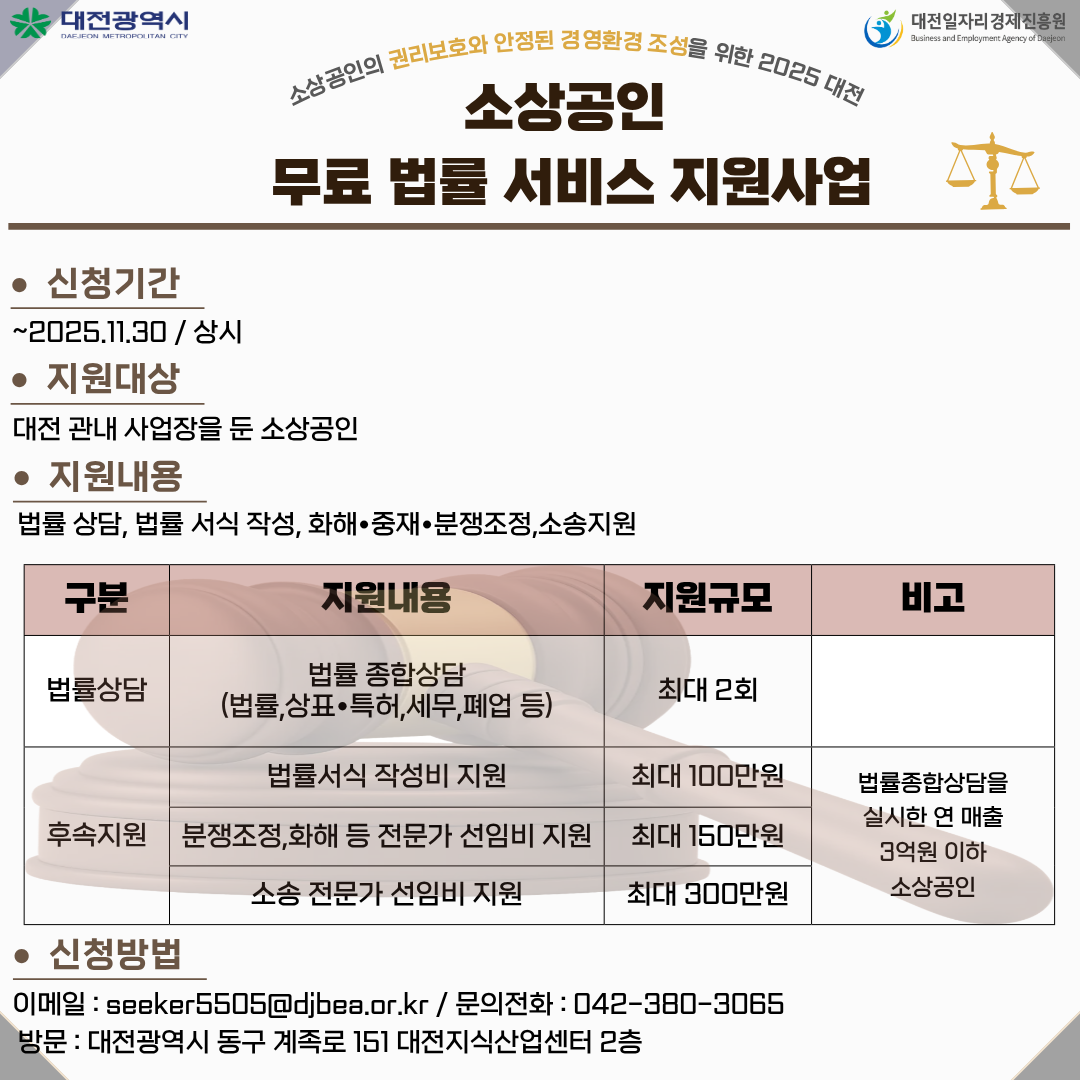 대전광역시
DAEJEON METROPOLITAN CITY
대전일자리경제진흥원
Business and Employment Agency of Daejeon
소상공인의 권리보호와 안정된 경영환경 조성을 위한 2025 대전
소상공인
무료 법률 서비스 지원사업
• 신청기간
~2025.11.30 / 상시
• 지원대상
대전 관내 사업장을 둔 소상공인
• 지원내용
법률 상담, 법률 서식 작성, 화해•중재•분쟁조정,소송지원
구분 지원내용 지원규모 비고
법률상담
법률 종합상담
(법률,상표•특허,세무,폐업 등)
최대 2회
후속지원
법률서식 작성비 지원 최대 100만원
분쟁조정,화해 등 전문가 선임비 지원 최대 150만원
소송 전문가 선임비 지원 최대 300만원
법률종합상담을
실시한 연 매출
3억원 이하
소상공인
• 신청방법
이메일 : seeker5505@djbea.or.kr / 문의전화 : 042-380-3065
방문 : 대전광역시 동구 계족로 151 대전지식산업센터 2층